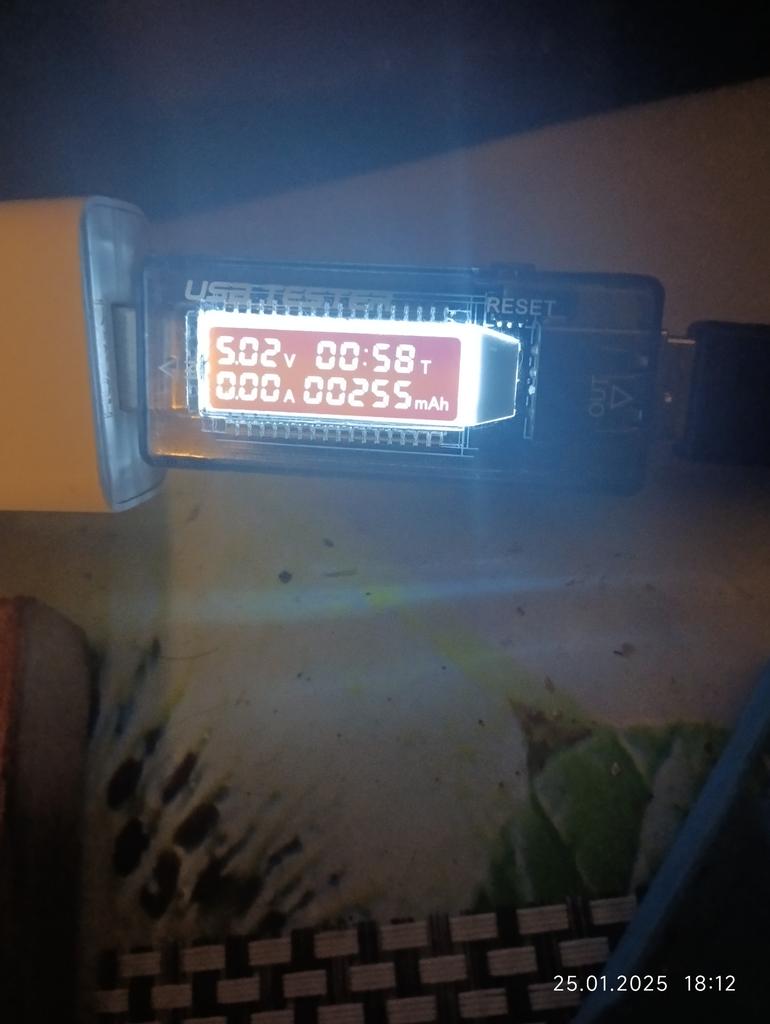 USB TESTER
RESET
5.02V 00:58T
0.00A 00255mAh
OUT
25.01.2025 18:12